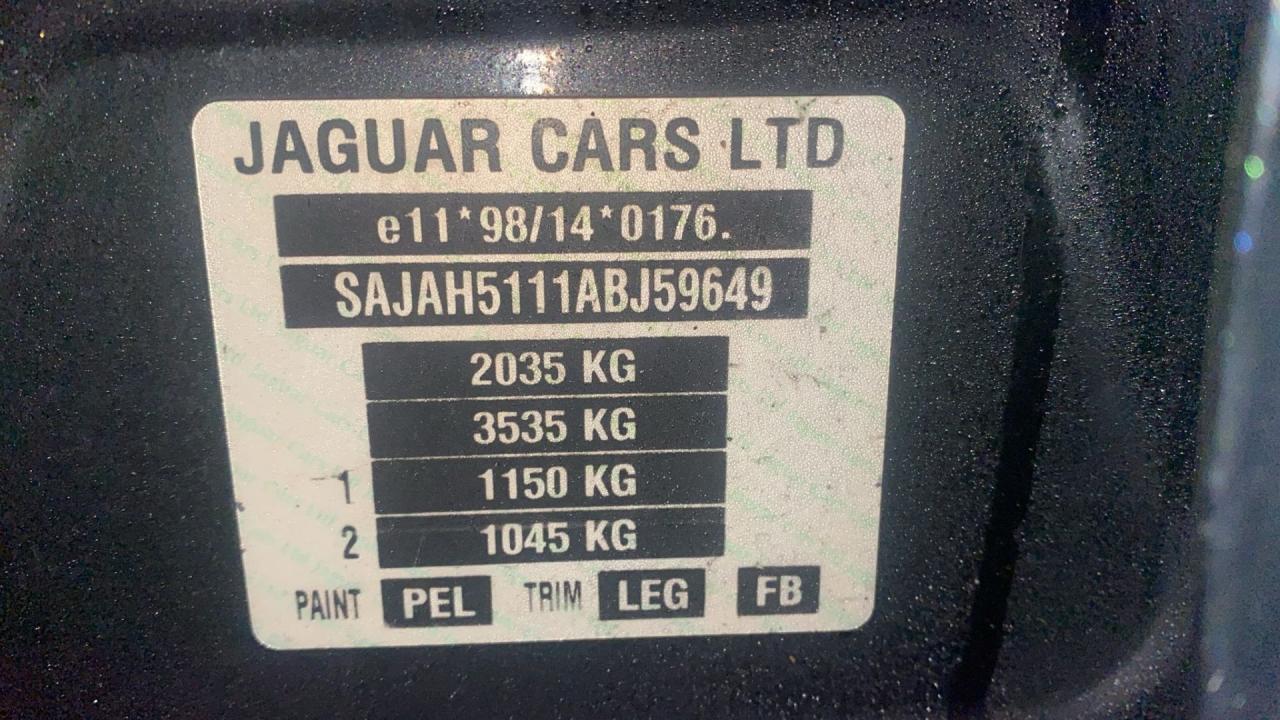 JAGUAR CARS LTD
e11*98/14*0176.
SAJAH5111ABJ59649
2035 KG
3535 KG
1 1150 KG
2 1045 KG
PAINT PEL TRIM LEG FB